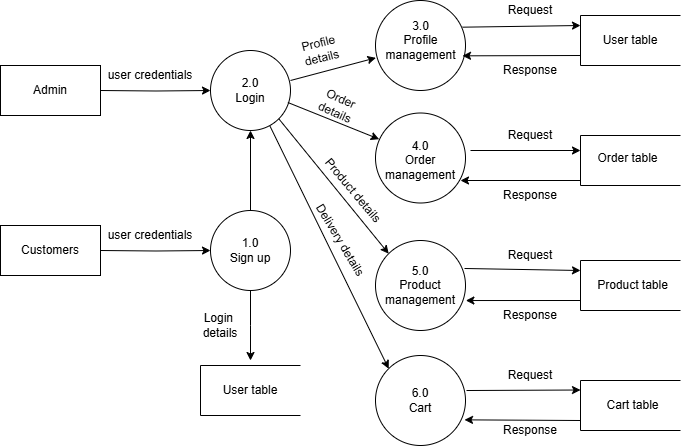 Request
3.0
Profile
management
User table
Response
Profile
details
user credentials
Admin
2.0
Login
Order
details
Request
4.0
Order
management
Order table
Response
Product details
user credentials
Customers
1.0
Sign up
Delivery details
Request
5.0
Product
management
Product table
Response
Login
details
User table
Request
6.0
Cart
Cart table
Response